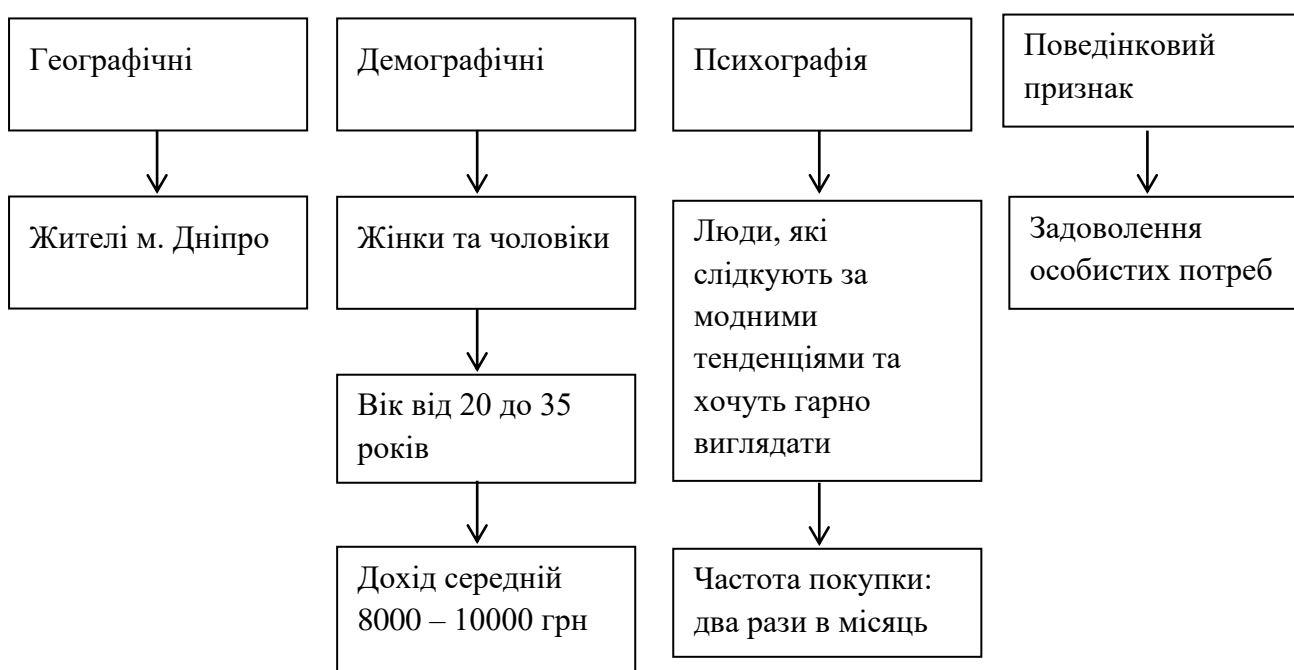 Географічні
Демографічні
Психографія
Поведінковий
признак
Жителі м. Дніпро
Жінки та чоловіки
Люди, які
слідкують за
модними
тенденціями та
хочуть гарно
виглядати
Задоволення
особистих потреб
Вік від 20 до 35
років
Дохід середній
8000 – 10000 грн
Частота покупки:
два рази в місяць